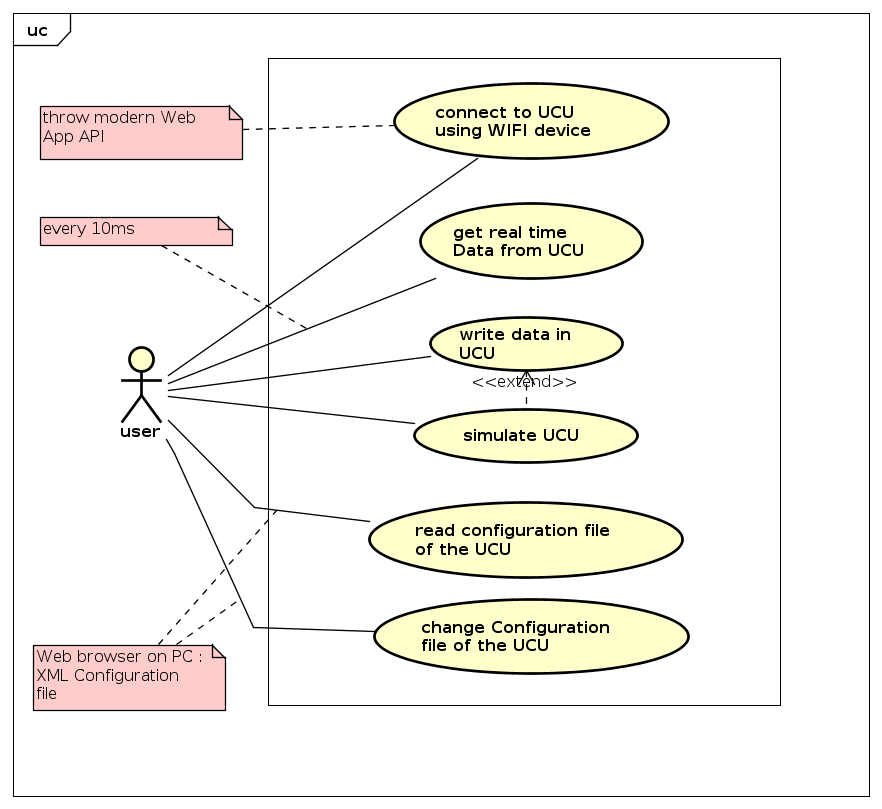 uc
throw modern Web
App API
connect to UCU
using WIFI device
every 10ms
get real time
Data from UCU
write data in
UCU
<<extend>>
user
simulate UCU
read configuration file
of the UCU
change Configuration
file of the UCU
Web browser on PC :
XML Configuration
file